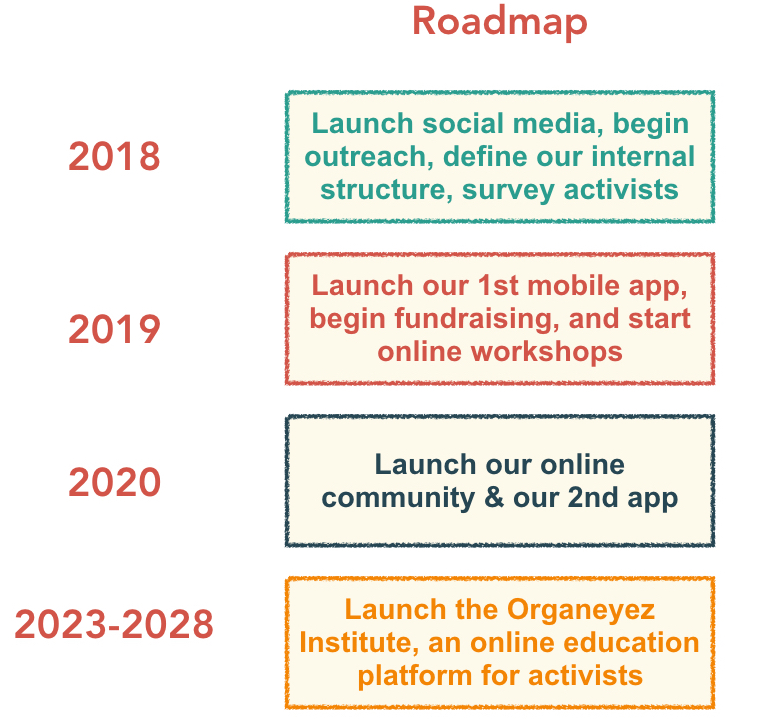 Roadmap
2018
Launch social media, begin
outreach, define our internal
structure, survey activists
2019
Launch our 1st mobile app,
begin fundraising, and start
online workshops
2020
Launch our online
community & our 2nd app
2023-2028
Launch the Organeyez
Institute, an online education
platform for activists